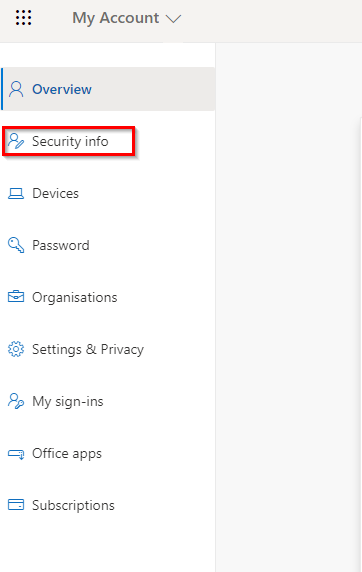 My Account
Overview
Security info
Devices
Password
Organisations
Settings & Privacy
My sign-ins
Office apps
Subscriptions